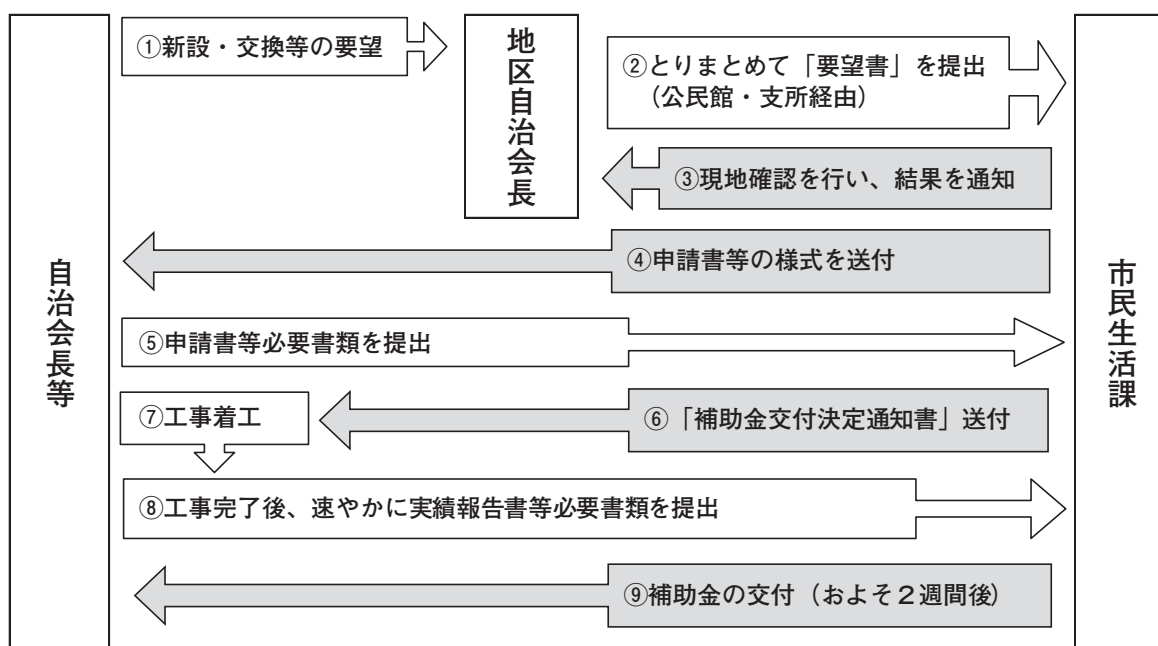 ①新設・交換等の要望
地区自治会長
②とりまとめて「要望書」を提出
（公民館・支所経由）
③現地確認を行い、結果を通知
④申請書等の様式を送付
自治会長等
市民生活課
⑤申請書等必要書類を提出
⑦工事着工
⑥「補助金交付決定通知書」送付
⑧工事完了後、速やかに実績報告書等必要書類を提出
⑨補助金の交付（およそ２週間後）